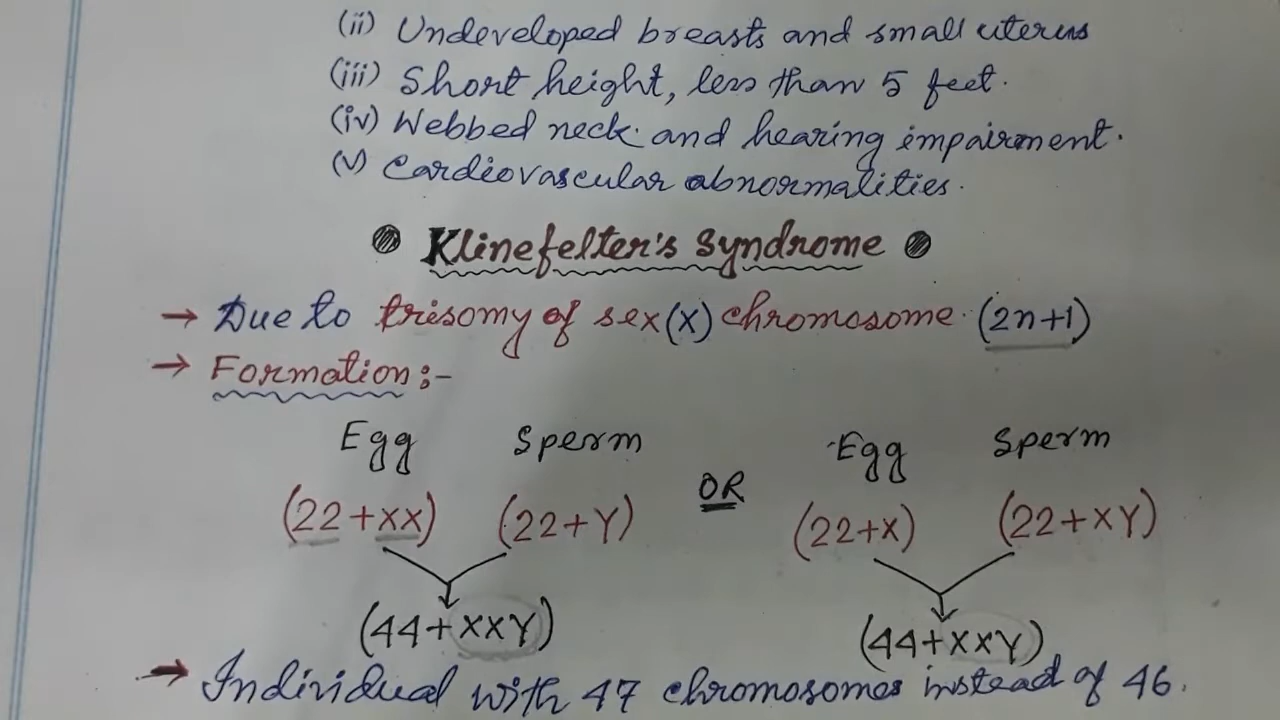 (ii) Undeveloped breasts and small uterus
(iii) Short height, less than 5 feet.
(iv) Webbed neck and hearing impairment.
(v) Cardiovascular abnormalities.
Klinefelter's Syndrome
→ Due to trisomy of sex(X) chromosome (2n+1)
→ Formation:-
Egg Sperm OR Egg Sperm
(22+XX) (22+Y) (22+X) (22+XY)
(44+XXY) (44+XXY)
→ Individual with 47 chromosomes instead of 46.